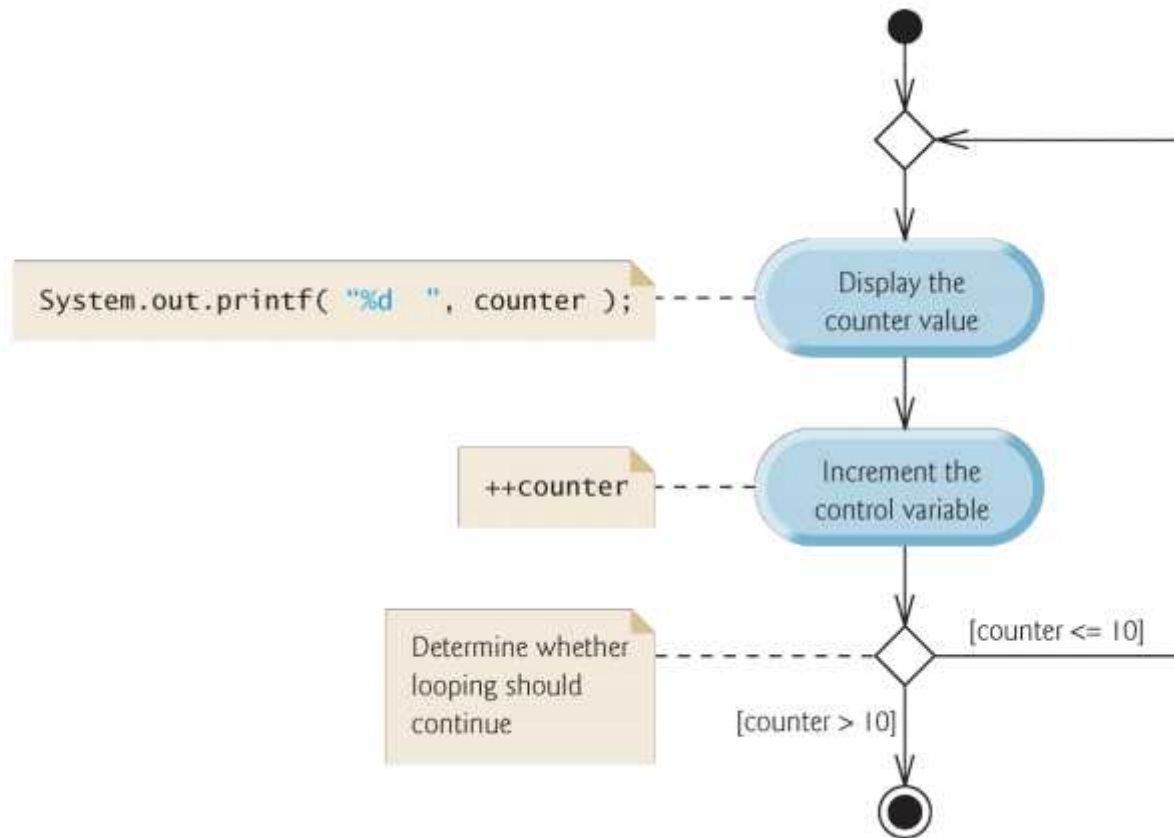 System.out.printf( "%d  ", counter );
Display the
counter value
++counter
Increment the
control variable
Determine whether
looping should
continue
[counter <= 10]
[counter > 10]